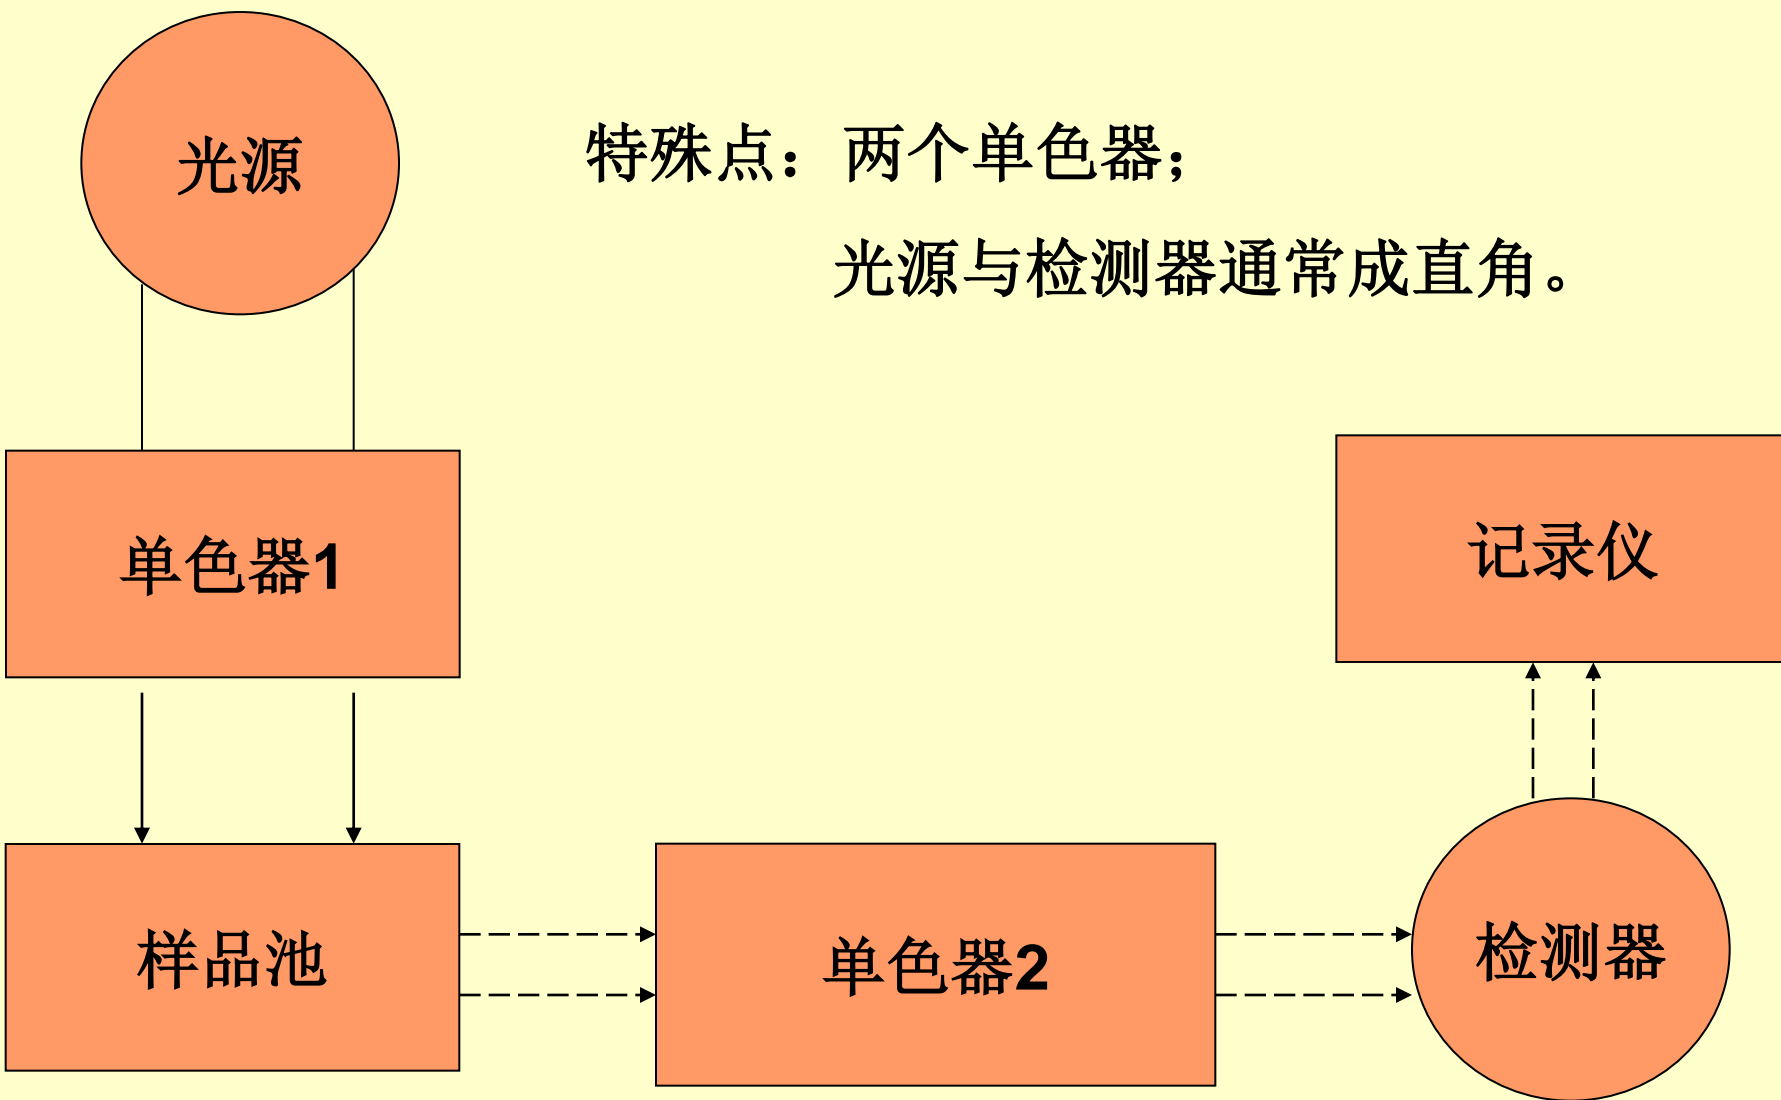 光源
特殊点：两个单色器；
光源与检测器通常成直角。
单色器1
记录仪
样品池
单色器2
检测器